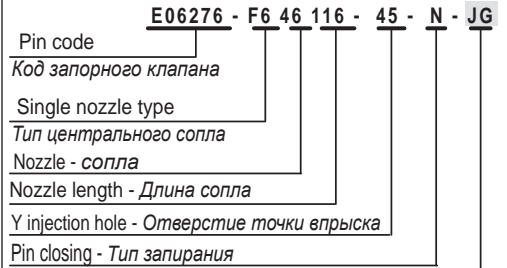 E06276 - F6 46 116 - 45 - N - JG
Pin code
Код запорного клапана
Single nozzle type
Тип центрального сопла
Nozzle - сопла
Nozzle length - Длина сопла
Y injection hole - Отверстие точки впрыска
Pin closing - Тип запирания